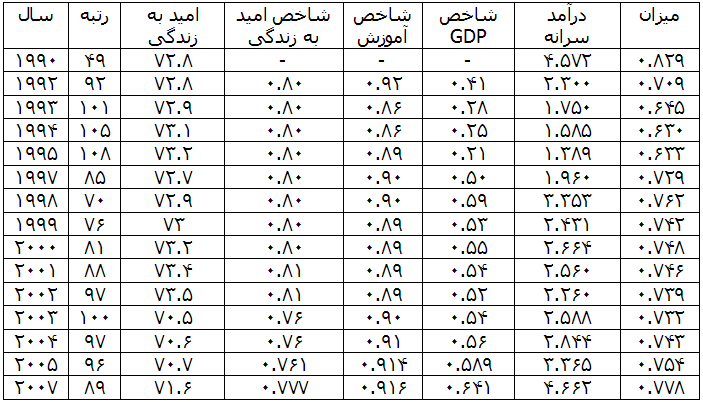 سال رتبه امید به زندگی شاخص امید به زندگی شاخص آموزش شاخص GDP درآمد سرانه میزان
۱۹۹۰ ۴۹ ۷۲.۸ - - - ۴.۵۷۲ ۰.۸۲۹
۱۹۹۲ ۹۲ ۷۲.۸ ۰.۸۰ ۰.۹۲ ۰.۴۱ ۲.۳۰۰ ۰.۷۰۹
۱۹۹۳ ۱۰۱ ۷۲.۹ ۰.۸۰ ۰.۸۶ ۰.۲۸ ۱.۷۵۰ ۰.۶۴۵
۱۹۹۴ ۱۰۵ ۷۳.۱ ۰.۸۰ ۰.۸۶ ۰.۲۵ ۱.۵۸۵ ۰.۶۳۰
۱۹۹۵ ۱۰۸ ۷۳.۲ ۰.۸۰ ۰.۸۹ ۰.۲۱ ۱.۳۸۹ ۰.۶۳۳
۱۹۹۷ ۸۵ ۷۲.۷ ۰.۸۰ ۰.۹۰ ۰.۵۰ ۱.۹۶۰ ۰.۷۲۹
۱۹۹۸ ۷۰ ۷۲.۹ ۰.۸۰ ۰.۹۰ ۰.۵۹ ۳.۳۵۳ ۰.۷۶۲
۱۹۹۹ ۷۶ ۷۳ ۰.۸۰ ۰.۸۹ ۰.۵۳ ۲.۴۳۱ ۰.۷۴۲
۲۰۰۰ ۸۱ ۷۳.۲ ۰.۸۰ ۰.۸۹ ۰.۵۵ ۲.۶۶۴ ۰.۷۴۸
۲۰۰۱ ۸۸ ۷۳.۴ ۰.۸۱ ۰.۸۹ ۰.۵۴ ۲.۵۶۰ ۰.۷۴۶
۲۰۰۲ ۹۷ ۷۳.۵ ۰.۸۱ ۰.۸۹ ۰.۵۲ ۲.۲۶۰ ۰.۷۳۹
۲۰۰۳ ۱۰۰ ۷۰.۵ ۰.۷۶ ۰.۹۰ ۰.۵۴ ۲.۵۸۸ ۰.۷۳۲
۲۰۰۴ ۹۷ ۷۰.۶ ۰.۷۶ ۰.۹۱ ۰.۵۶ ۲.۸۴۴ ۰.۷۴۳
۲۰۰۵ ۹۶ ۷۰.۷ ۰.۷۶۱ ۰.۹۱۴ ۰.۵۸۹ ۳.۳۶۵ ۰.۷۵۴
۲۰۰۷ ۸۹ ۷۱.۶ ۰.۷۷۷ ۰.۹۱۶ ۰.۶۴۱ ۴.۶۶۲ ۰.۷۷۸